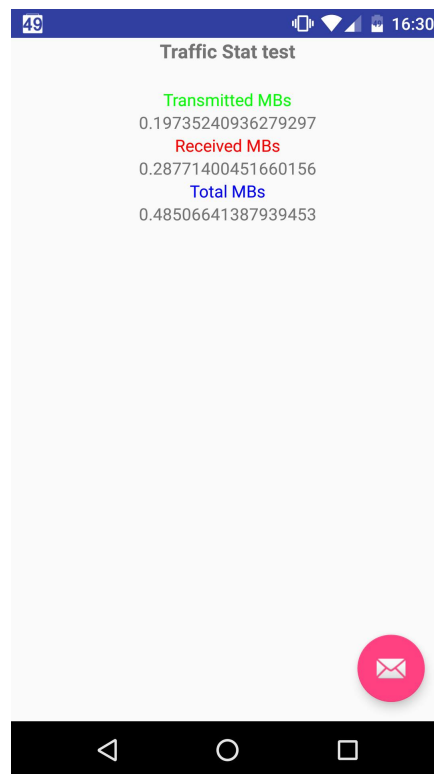 49 16:30
Traffic Stat test
Transmitted MBs
0.19735240936279297
Received MBs
0.28771400451660156
Total MBs
0.48506641387939453